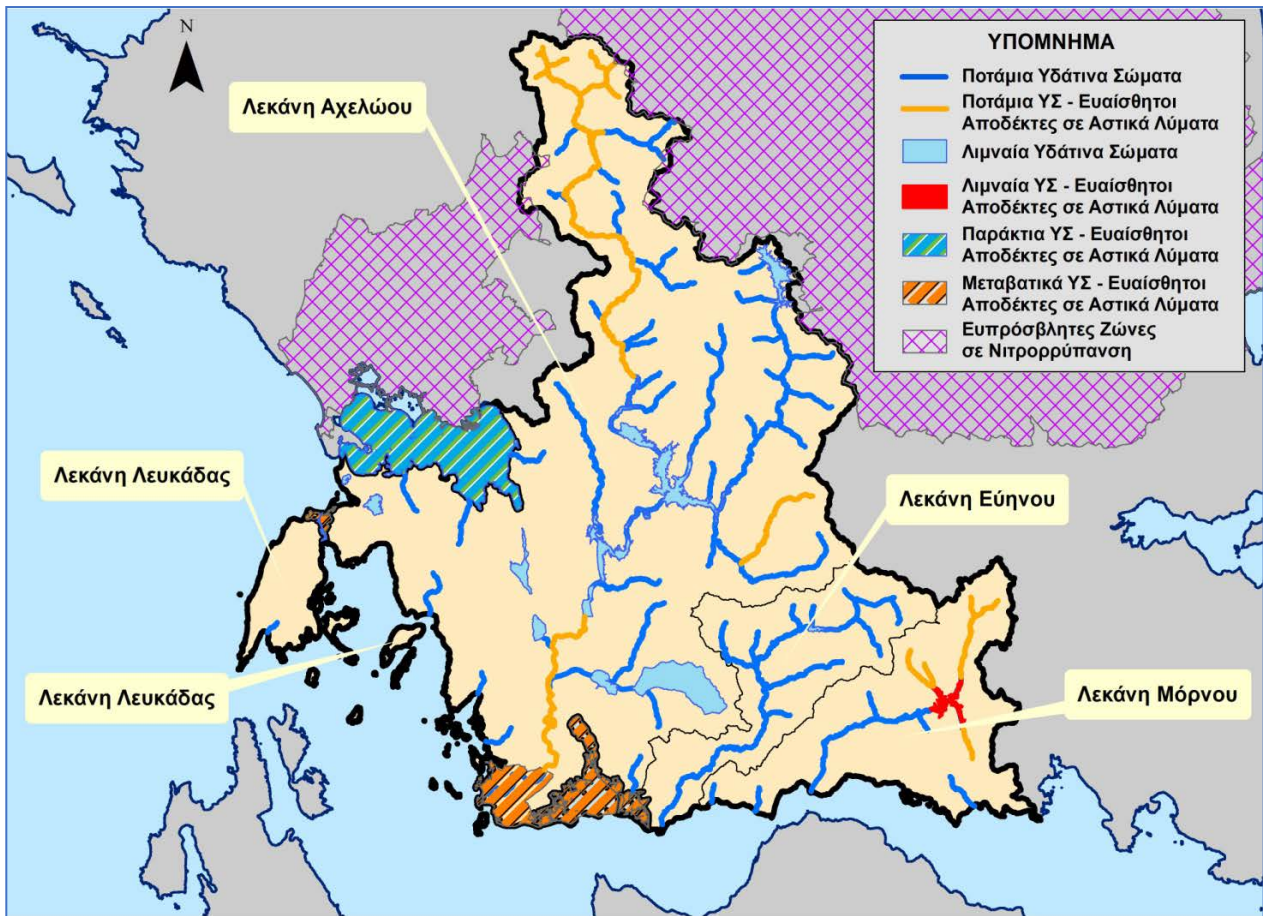 N
ΥΠΟΜΝΗΜΑ
Ποτάμια Υδάτινα Σώματα
Ποτάμια ΥΣ - Ευαίσθητοι
Αποδέκτες σε Αστικά Λύματα
Λιμναία Υδάτινα Σώματα
Λιμναία ΥΣ - Ευαίσθητοι
Αποδέκτες σε Αστικά Λύματα
Παράκτια ΥΣ - Ευαίσθητοι
Αποδέκτες σε Αστικά Λύματα
Μεταβατικά ΥΣ - Ευαίσθητοι
Αποδέκτες σε Αστικά Λύματα
Ευπρόσβλητες Ζώνες
σε Νιτρορρύπανση
Λεκάνη Αχελώου
Λεκάνη Λευκάδας
Λεκάνη Εύηνου
Λεκάνη Λευκάδας
Λεκάνη Μόρνου